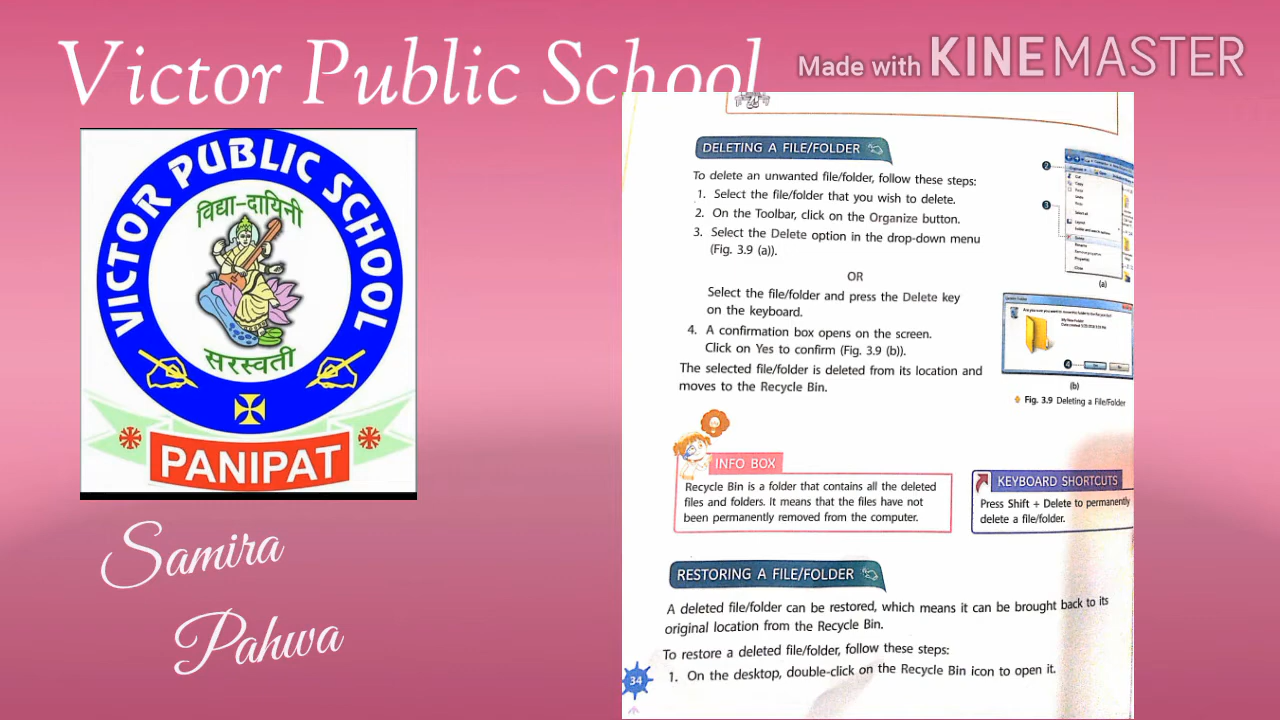 Victor Public School
Made with KINEMASTER
VICTOR PUBLIC SCHOOL
विद्या-दायिनी
सरस्वती
PANIPAT
Samira
Pahwa
DELETING A FILE/FOLDER
To delete an unwanted file/folder, follow these steps:
1. Select the file/folder that you wish to delete.
2. On the Toolbar, click on the Organize button.
3. Select the Delete option in the drop-down menu
(Fig. 3.9 (a)).
OR
Select the file/folder and press the Delete key
on the keyboard.
4. A confirmation box opens on the screen.
Click on Yes to confirm (Fig. 3.9 (b)).
The selected file/folder is deleted from its location and
moves to the Recycle Bin.
2
3
(a)
4
(b)
Fig. 3.9 Deleting a File/Folder
INFO BOX
Recycle Bin is a folder that contains all the deleted
files and folders. It means that the files have not
been permanently removed from the computer.
KEYBOARD SHORTCUTS
Press Shift + Delete to permanently
delete a file/folder.
RESTORING A FILE/FOLDER
A deleted file/folder can be restored, which means it can be brought back to its
original location from the Recycle Bin.
To restore a deleted file/folder, follow these steps:
1. On the desktop, double-click on the Recycle Bin icon to open it.
34